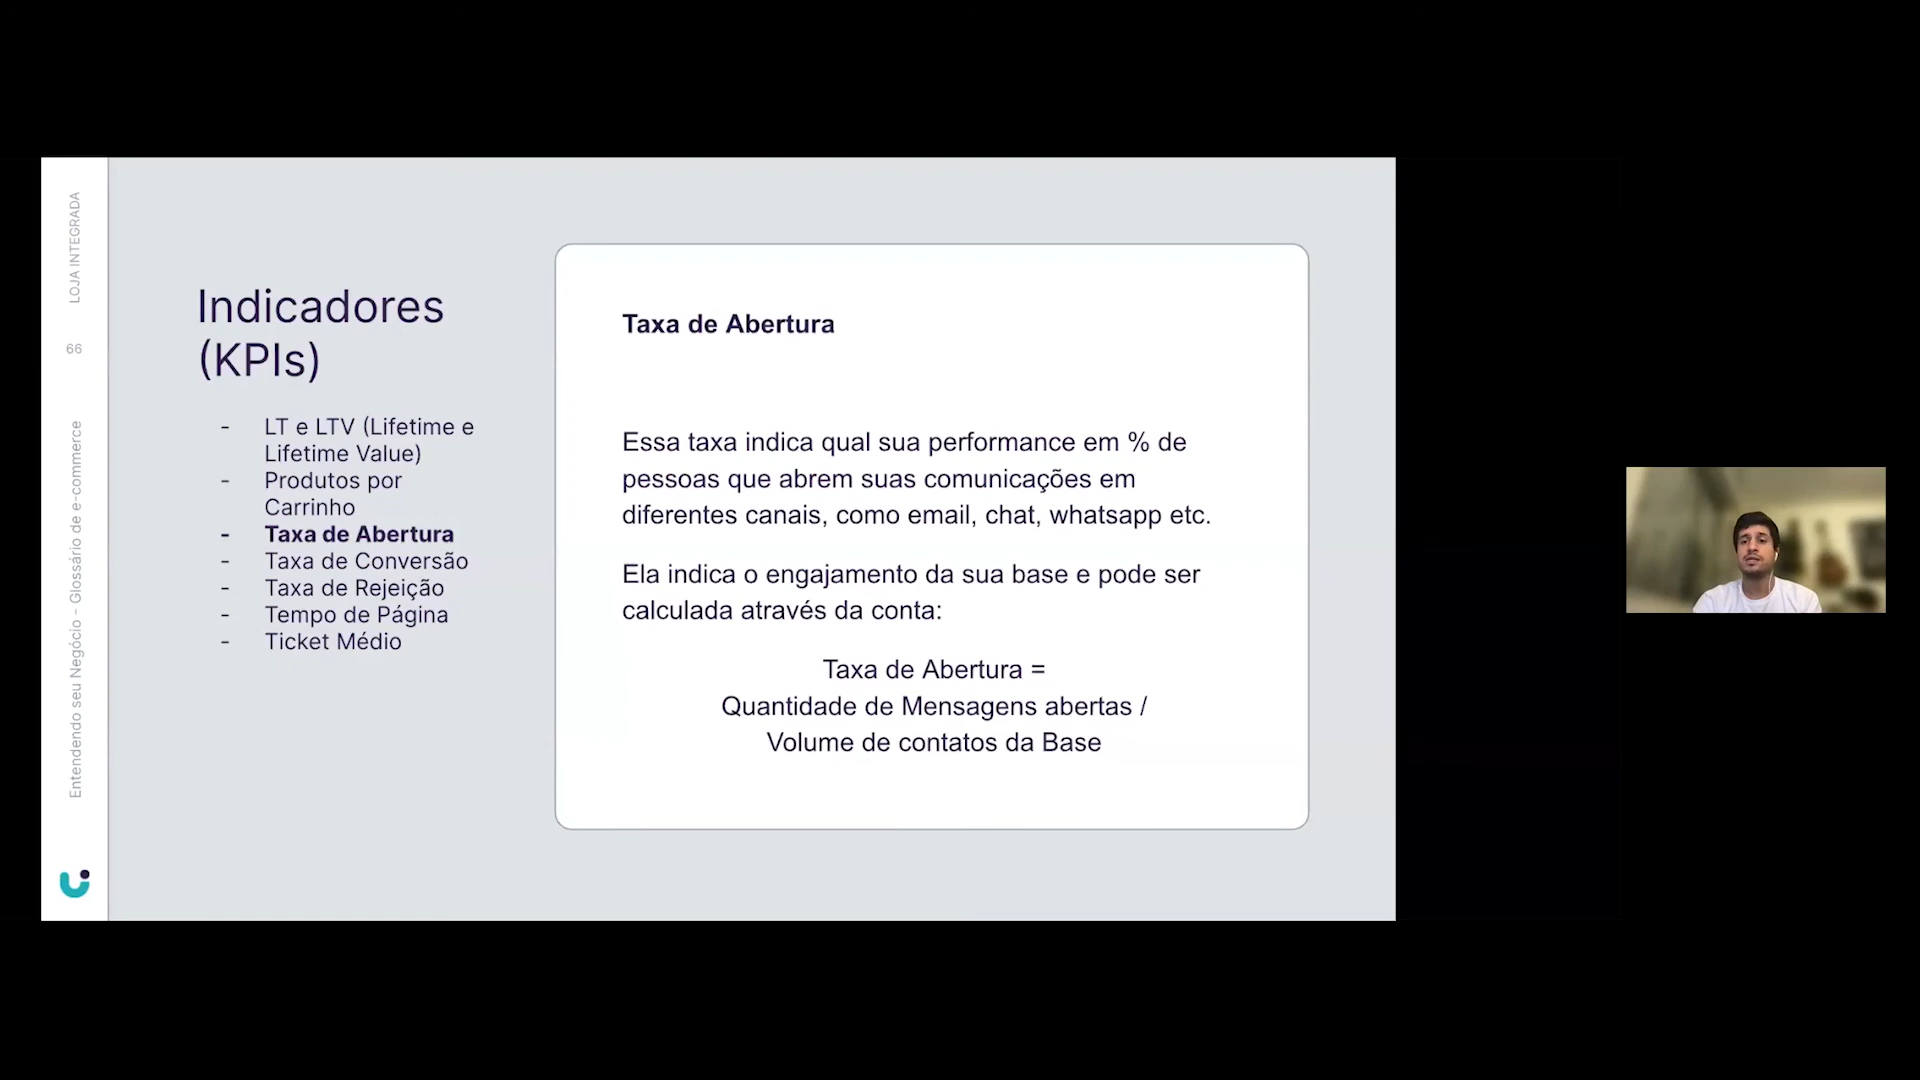 LOJA INTEGRADA
66
Entendendo seu Negócio - Glossário de e-commerce
Indicadores
(KPIs)
- LT e LTV (Lifetime e
Lifetime Value)
- Produtos por
Carrinho
- Taxa de Abertura
- Taxa de Conversão
- Taxa de Rejeição
- Tempo de Página
- Ticket Médio
Taxa de Abertura
Essa taxa indica qual sua performance em % de
pessoas que abrem suas comunicações em
diferentes canais, como email, chat, whatsapp etc.
Ela indica o engajamento da sua base e pode ser
calculada através da conta:
Taxa de Abertura =
Quantidade de Mensagens abertas /
Volume de contatos da Base